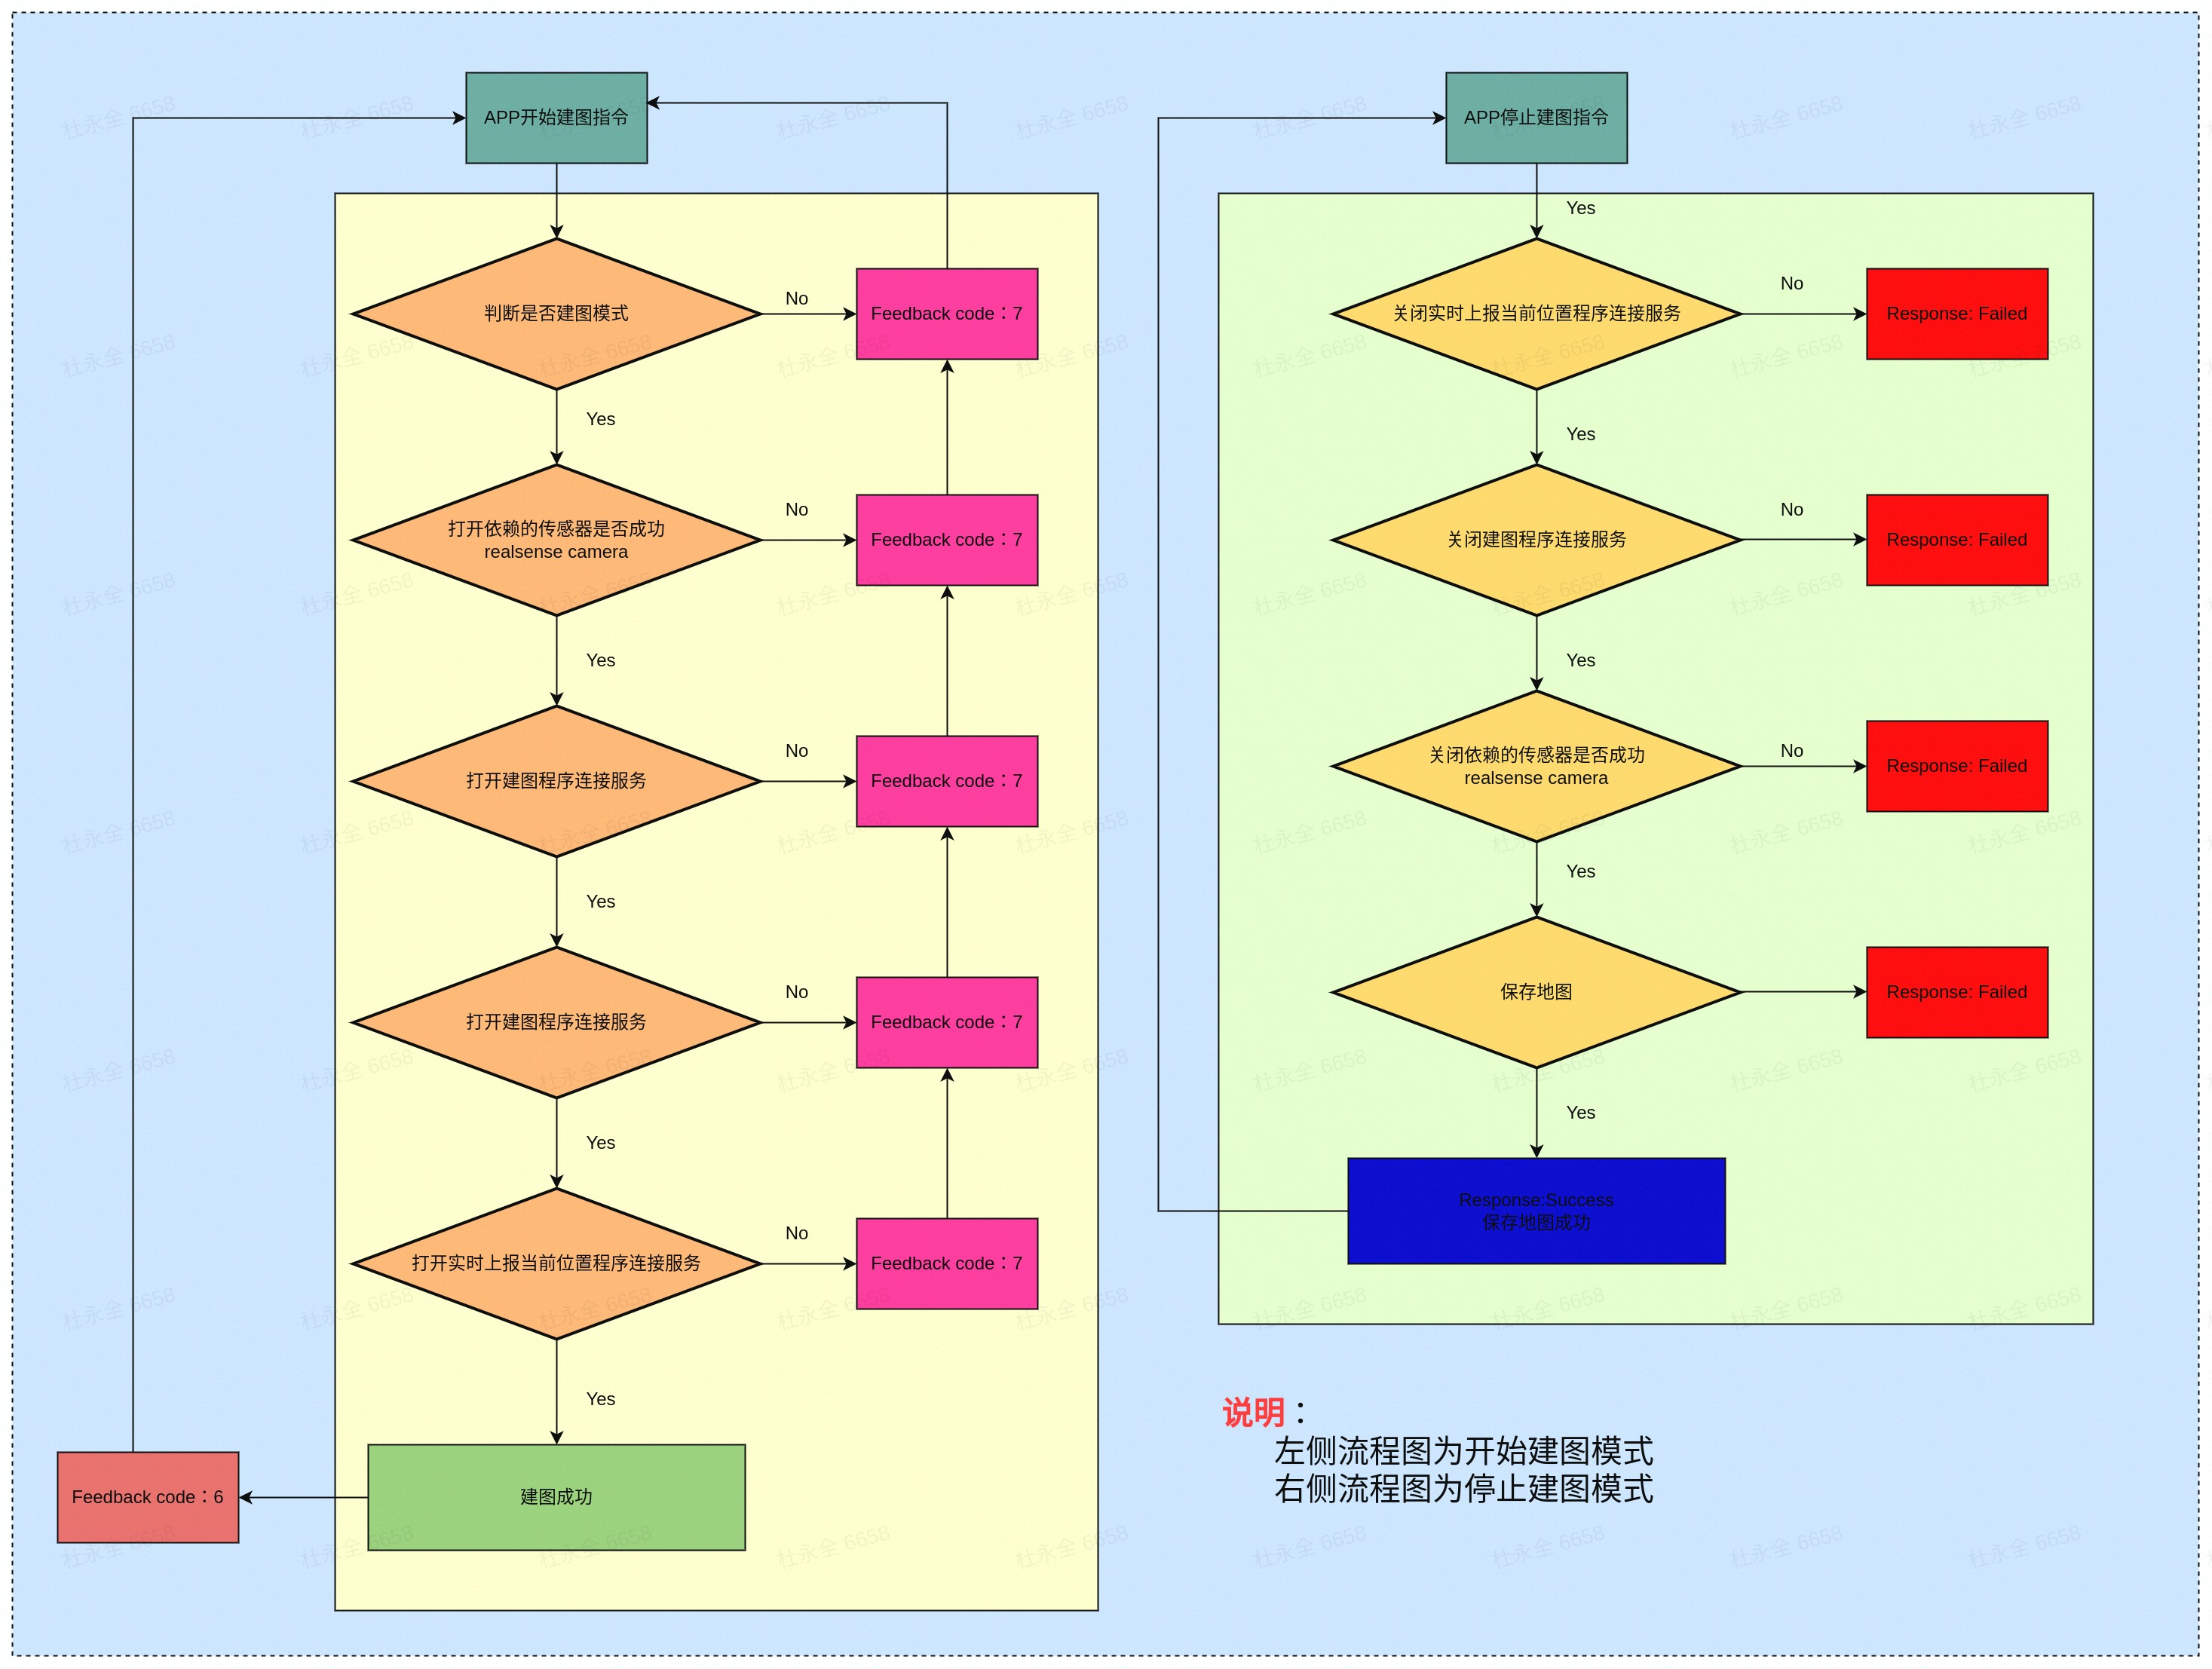 APP开始建图指令
判断是否建图模式
No
Feedback code：7
Yes
打开依赖的传感器是否成功
realsense camera
No
Feedback code：7
Yes
打开建图程序连接服务
No
Feedback code：7
Yes
打开建图程序连接服务
No
Feedback code：7
Yes
打开实时上报当前位置程序连接服务
No
Feedback code：7
Yes
建图成功
Feedback code：6
APP停止建图指令
Yes
关闭实时上报当前位置程序连接服务
No
Response: Failed
Yes
关闭建图程序连接服务
No
Response: Failed
Yes
关闭依赖的传感器是否成功
realsense camera
No
Response: Failed
Yes
保存地图
Response: Failed
Yes
Response:Success
保存地图成功
说明：
左侧流程图为开始建图模式
右侧流程图为停止建图模式
杜永全 6658